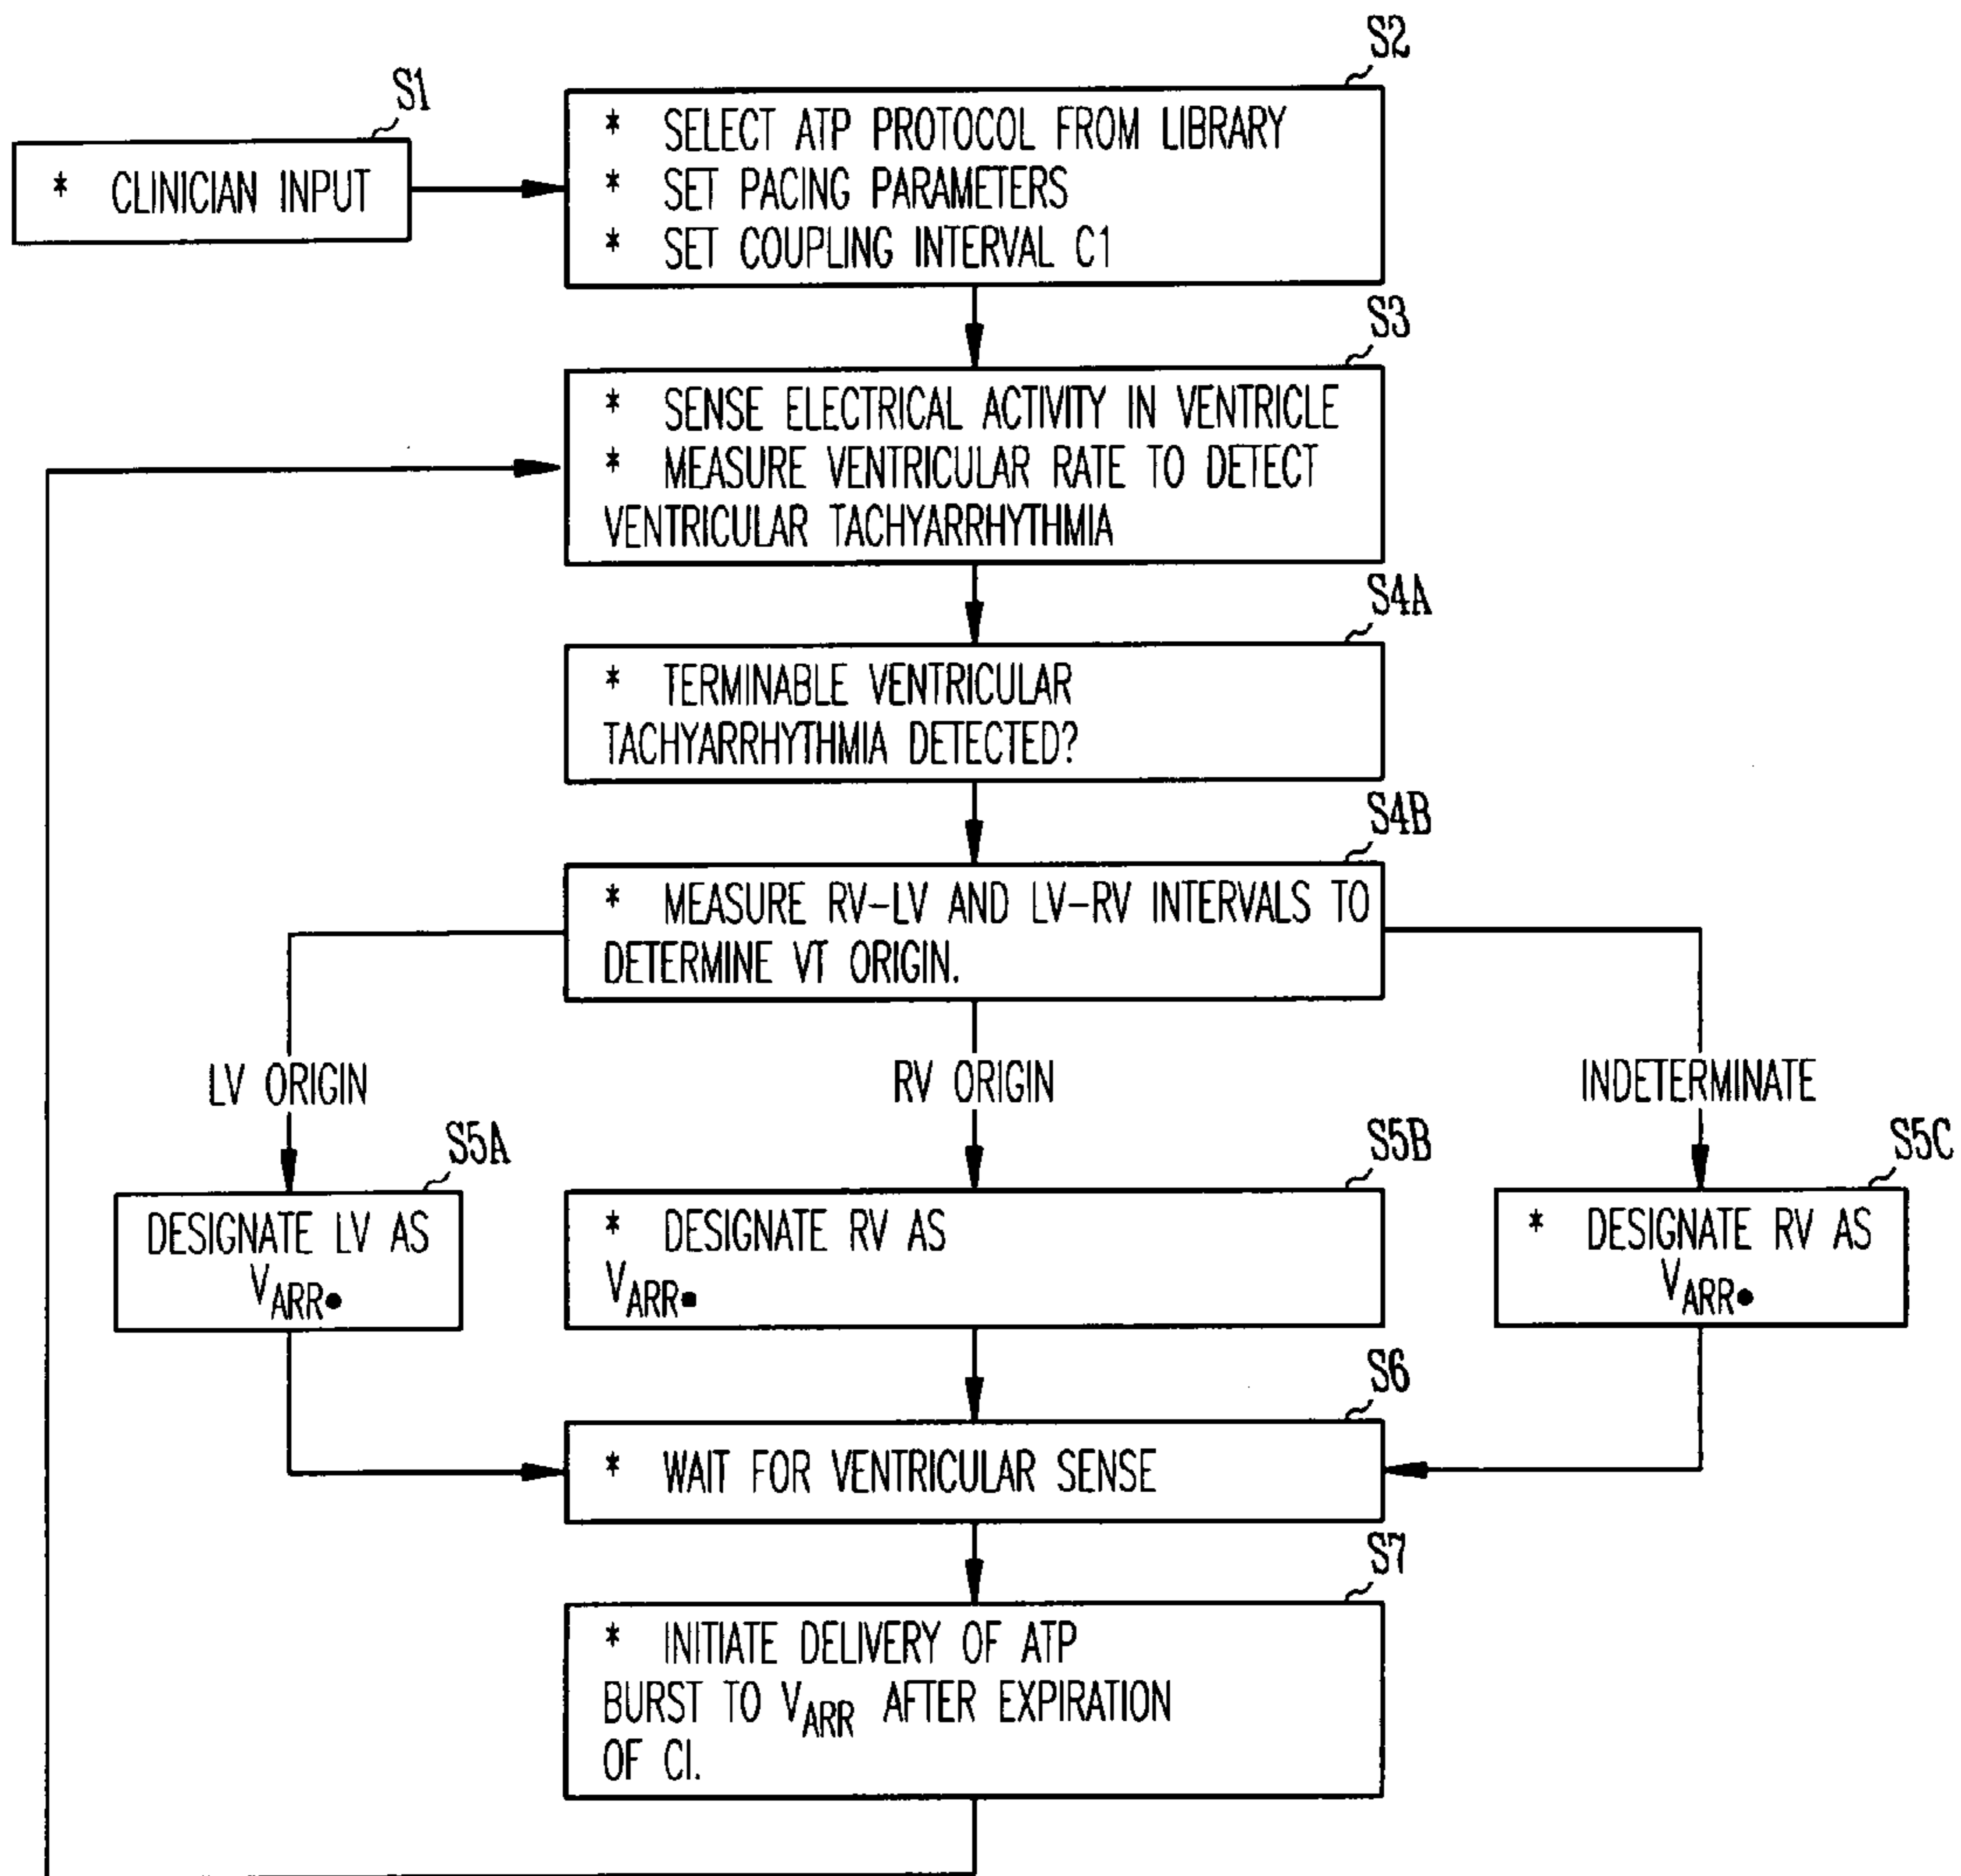 S1
* CLINICIAN INPUT
S2
* SELECT ATP PROTOCOL FROM LIBRARY
* SET PACING PARAMETERS
* SET COUPLING INTERVAL C1
S3
* SENSE ELECTRICAL ACTIVITY IN VENTRICLE
* MEASURE VENTRICULAR RATE TO DETECT
VENTRICULAR TACHYARRHYTHMIA
S4A
* TERMINABLE VENTRICULAR
TACHYARRHYTHMIA DETECTED?
S4B
* MEASURE RV-LV AND LV-RV INTERVALS TO
DETERMINE VT ORIGIN.
LV ORIGIN
RV ORIGIN
INDETERMINATE
S5A
DESIGNATE LV AS
VARR.
S5B
* DESIGNATE RV AS
VARR.
S5C
* DESIGNATE RV AS
VARR.
S6
* WAIT FOR VENTRICULAR SENSE
S7
* INITIATE DELIVERY OF ATP
BURST TO VARR AFTER EXPIRATION
OF CI.